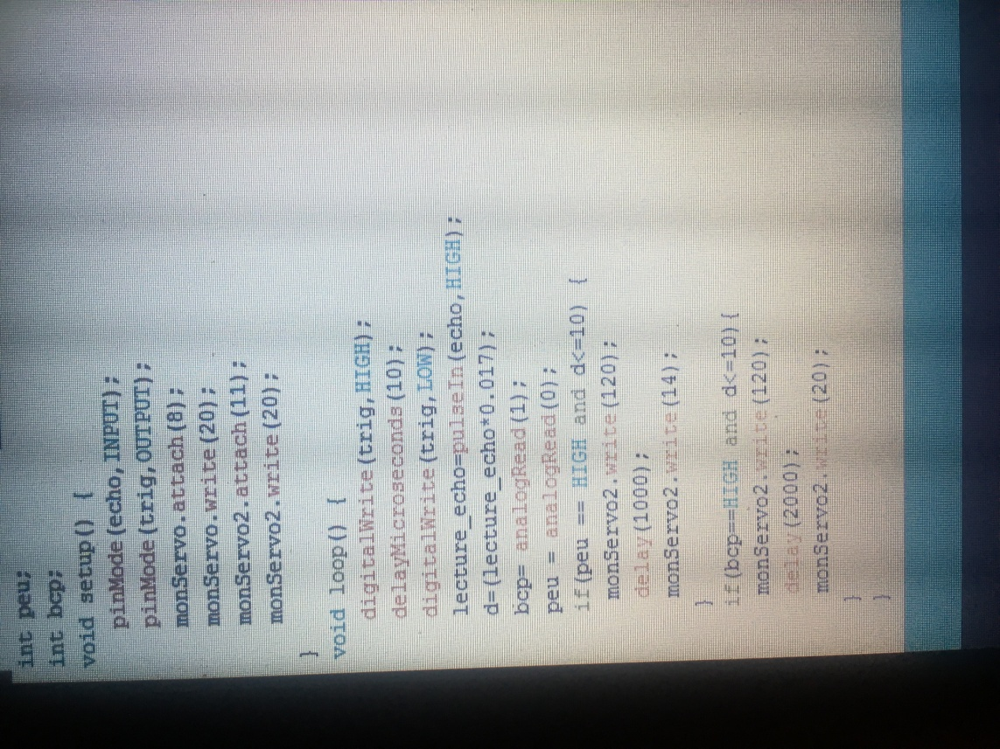 int peu;
int bcp;
void setup() {
pinMode(echo,INPUT);
pinMode(trig,OUTPUT);
monServo.attach(8);
monServo.write(20);
monServo2.attach(11);
monServo2.write(20);
}
void loop() {
digitalWrite(trig,HIGH);
delayMicroseconds(10);
digitalWrite(trig,LOW);
lecture_echo=pulseIn(echo,HIGH);
d=(lecture_echo*0.017);
bcp= analogRead(1);
peu = analogRead(0);
if(peu == HIGH and d<=10) {
monServo2.write(120);
delay(1000);
monServo2.write(14);
}
if(bcp==HIGH and d<=10){
monServo2.write(120);
delay(2000);
monServo2.write(20);
}
}